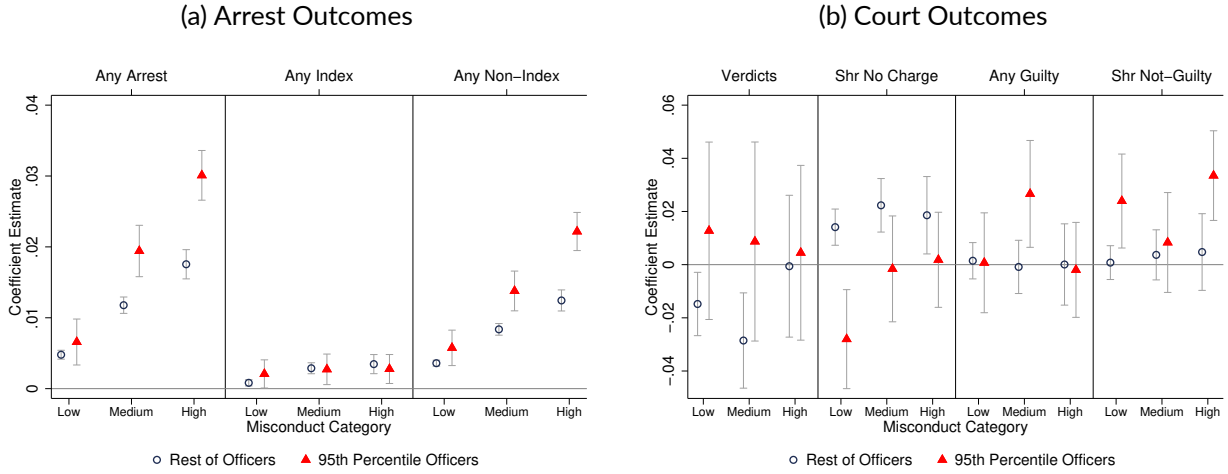 (a) Arrest Outcomes
Any Arrest Any Index Any Non−Index
Coefficient Estimate
.04
.03
.02
.01
0
Low Medium High Low Medium High Low Medium High
Misconduct Category
Rest of Officers 95th Percentile Officers
(b) Court Outcomes
Verdicts Shr No Charge Any Guilty Shr Not−Guilty
Coefficient Estimate
.06
.04
.02
0
−.02
−.04
Low Medium High Low Medium High Low Medium High Low Medium High
Misconduct Category
Rest of Officers 95th Percentile Officers